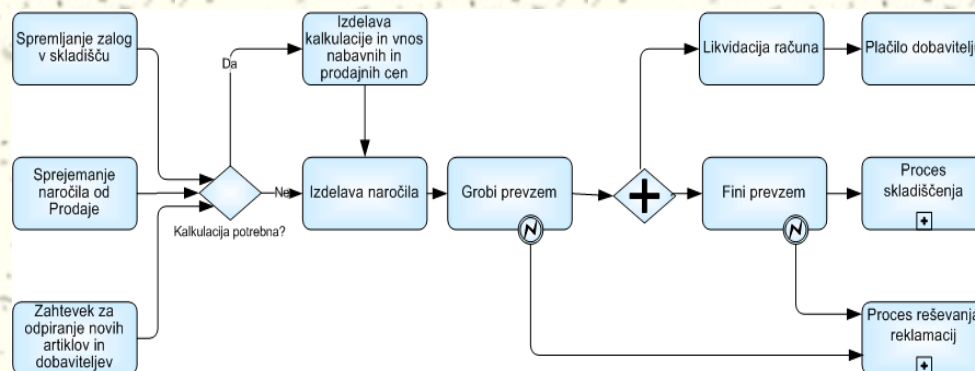 Spremljanje zalog
v skladišču
Da
Izdelava
kalkulacije in vnos
nabavnih in
prodajnih cen
Likvidacija računa
Plačilo dobavitelj
Sprejemanje
naročila od
Prodaje
Ne
Kalkulacija potrebna?
Izdelava naročila
Grobi prevzem
Fini prevzem
Proces
skladiščenja
Zahtevek za
odpiranje novih
artiklov in
dobaviteljev
Proces reševanja
reklamacij